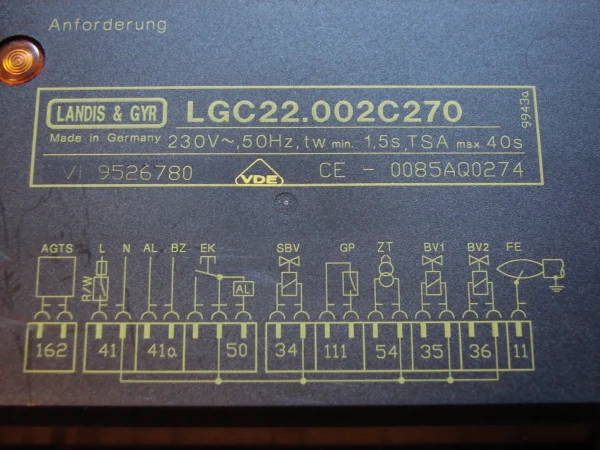 Anforderung
LANDIS & GYR LGC22.002C270
Made in Germany 230V~,50Hz,tw min. 1,5s,TSA max.40s
Vi 9526780 VDE CE - 0085AQ0274
9943a
AGTS L N AL BZ EK SBV GP ZT BV1 BV2 FE
R/W AL
162 41 41a 50 34 111 54 35 36 11